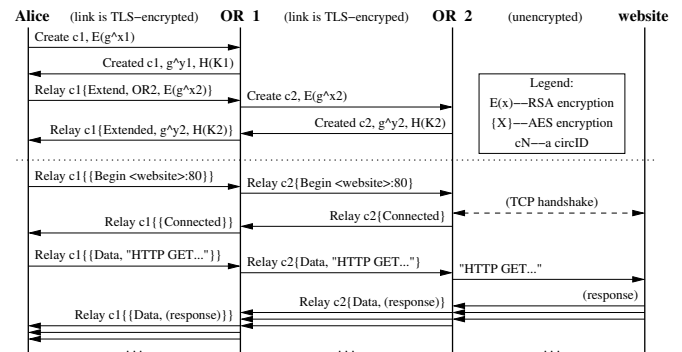 Alice (link is TLS−encrypted) OR 1 (link is TLS−encrypted) OR 2 (unencrypted) website
Create c1, E(g^x1)
Created c1, g^y1, H(K1)
Relay c1{Extend, OR2, E(g^x2)}
Create c2, E(g^x2)
Created c2, g^y2, H(K2)
Relay c1{Extended, g^y2, H(K2)}
Legend:
E(x)−−RSA encryption
{X}−−AES encryption
cN−−a circID
Relay c1{{Begin <website>:80}}
Relay c2{Begin <website>:80}
(TCP handshake)
Relay c2{Connected}
Relay c1{{Connected}}
Relay c1{{Data, "HTTP GET..."}}
Relay c2{Data, "HTTP GET..."}
"HTTP GET..."
(response)
Relay c2{Data, (response)}
Relay c1{{Data, (response)}}
... ... ...